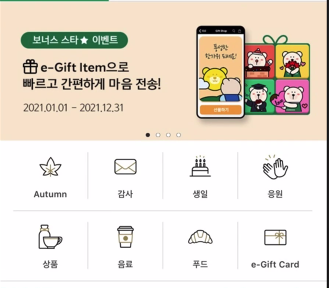 보너스 스타★ 이벤트
e-Gift Item으로
빠르고 간편하게 마음 전송!
2021.01.01 - 2021.12.31
Autumn
감사
생일
응원
상품
음료
푸드
e-Gift Card